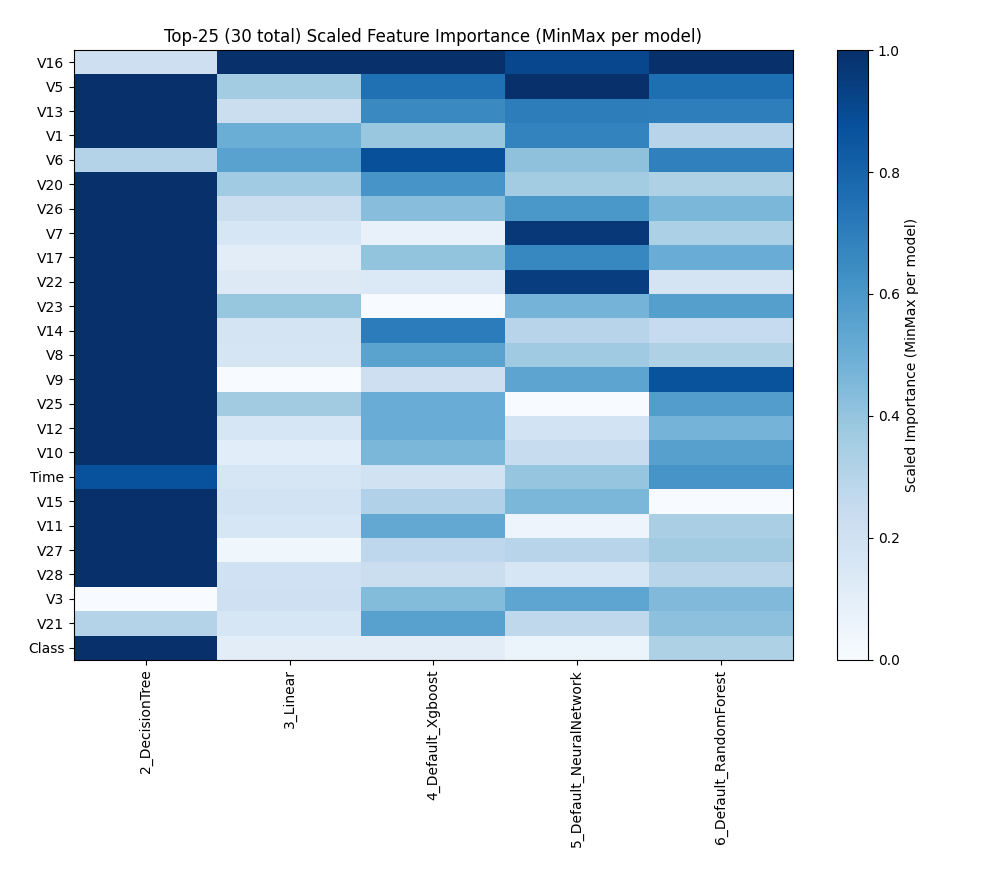 Top-25 (30 total) Scaled Feature Importance (MinMax per model)
V16
V5
V13
V1
V6
V20
V26
V7
V17
V22
V23
V14
V8
V9
V25
V12
V10
Time
V15
V11
V27
V28
V3
V21
Class
2_DecisionTree
3_Linear
4_Default_Xgboost
5_Default_NeuralNetwork
6_Default_RandomForest
1.0
0.8
0.6
0.4
0.2
0.0
Scaled Importance (MinMax per model)